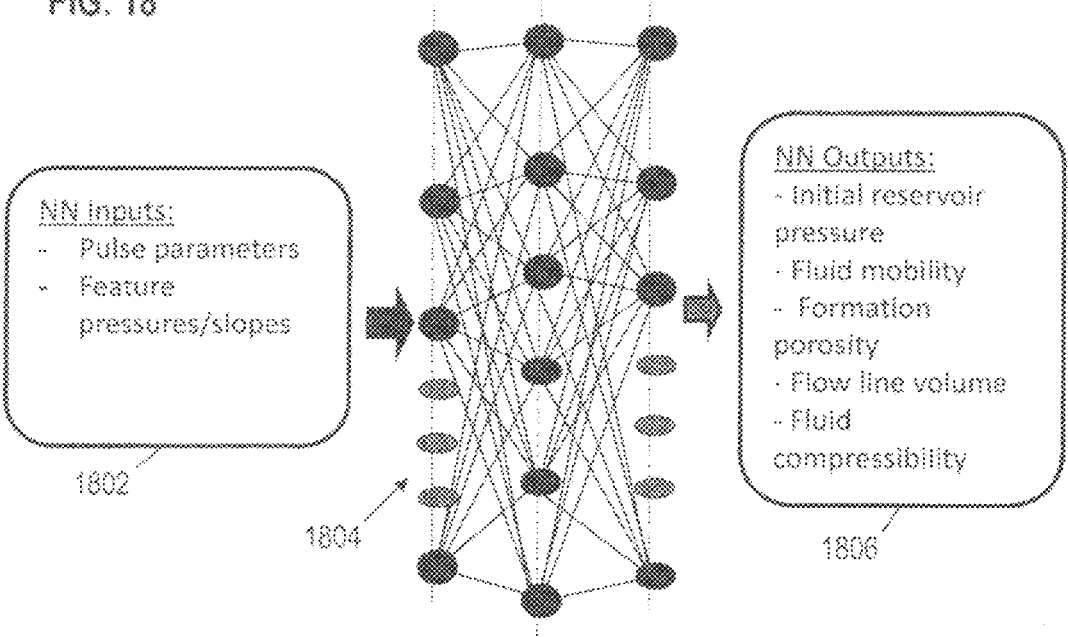 FIG. 18
NN Inputs:
- Pulse parameters
- Feature
pressures/slopes
1802
1804
NN Outputs:
- Initial reservoir
pressure
- Fluid mobility
- Formation
porosity
- Flow line volume
- Fluid
compressibility
1806